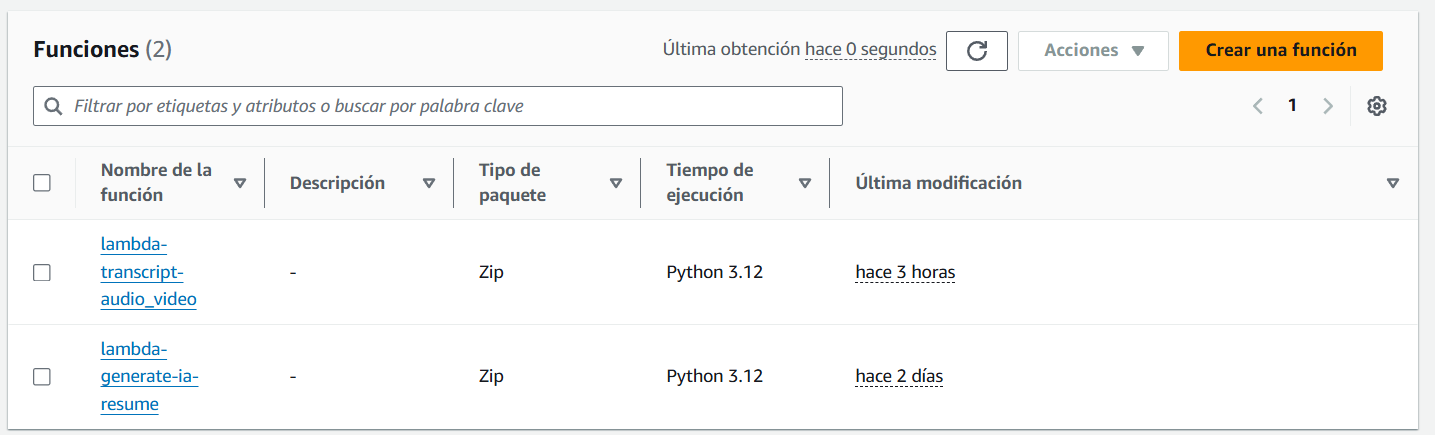 Funciones (2)
Última obtención hace 0 segundos
Acciones
Crear una función
Filtrar por etiquetas y atributos o buscar por palabra clave
1
Nombre de la
función
Descripción
Tipo de
paquete
Tiempo de
ejecución
Última modificación
lambda-
transcript-
audio_video
-
Zip
Python 3.12
hace 3 horas
lambda-
generate-ia-
resume
-
Zip
Python 3.12
hace 2 días